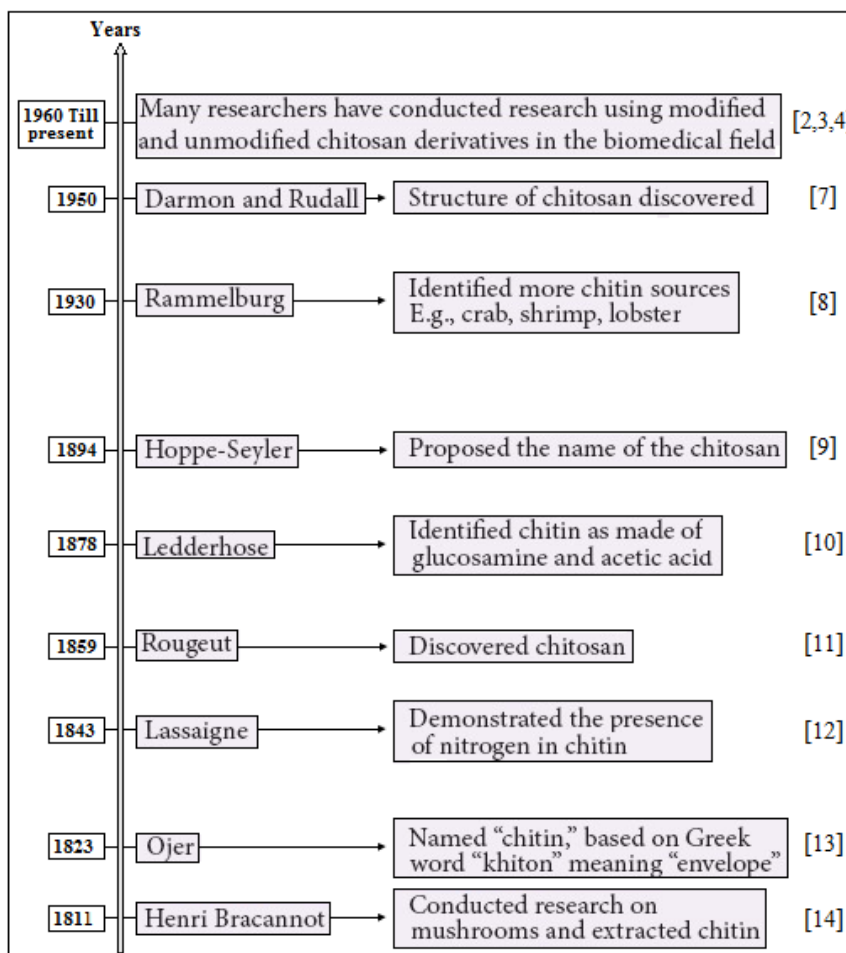 Years
1960 Till
present
Many researchers have conducted research using modified
and unmodified chitosan derivatives in the biomedical field
[2,3,4
1950
Darmon and Rudall
Structure of chitosan discovered
[7]
1930
Rammelburg
Identified more chitin sources
E.g., crab, shrimp, lobster
[8]
1894
Hoppe-Seyler
Proposed the name of the chitosan
[9]
1878
Ledderhose
Identified chitin as made of
glucosamine and acetic acid
[10]
1859
Rougeut
Discovered chitosan
[11]
1843
Lassaigne
Demonstrated the presence
of nitrogen in chitin
[12]
1823
Ojer
Named “chitin,” based on Greek
word “khiton” meaning “envelope”
[13]
1811
Henri Bracannot
Conducted research on
mushrooms and extracted chitin
[14]